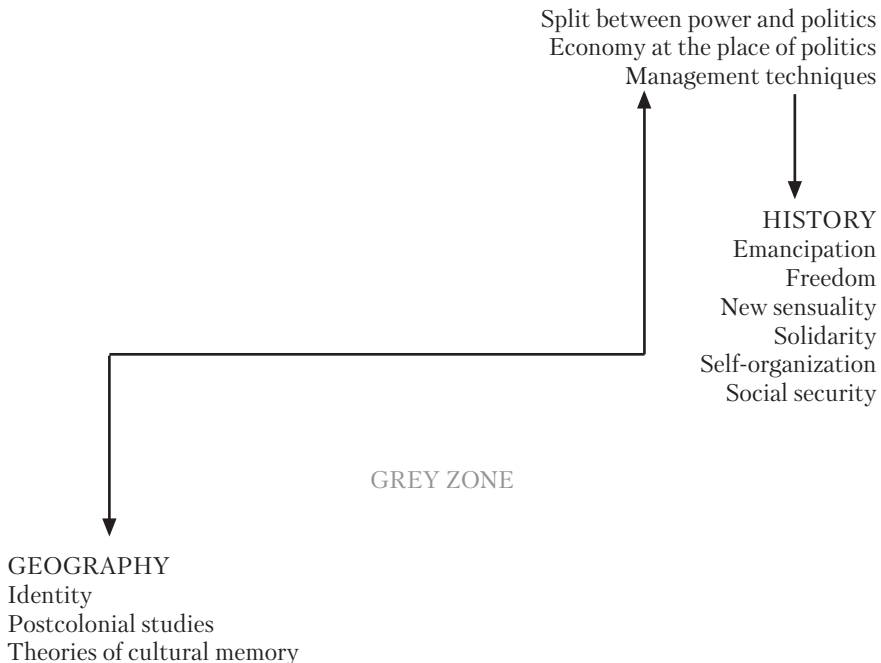 Split between power and politics
Economy at the place of politics
Management techniques
HISTORY
Emancipation
Freedom
New sensuality
Solidarity
Self-organization
Social security
GREY ZONE
GEOGRAPHY
Identity
Postcolonial studies
Theories of cultural memory